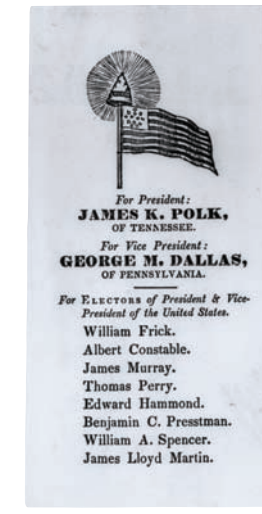 For President:
JAMES K. POLK,
OF TENNESSEE.
For Vice President:
GEORGE M. DALLAS,
OF PENNSYLVANIA.
For ELECTORS of President & Vice-
President of the United States.
William Frick.
Albert Constable.
James Murray.
Thomas Perry.
Edward Hammond.
Benjamin C. Presstman.
William A. Spencer.
James Lloyd Martin.